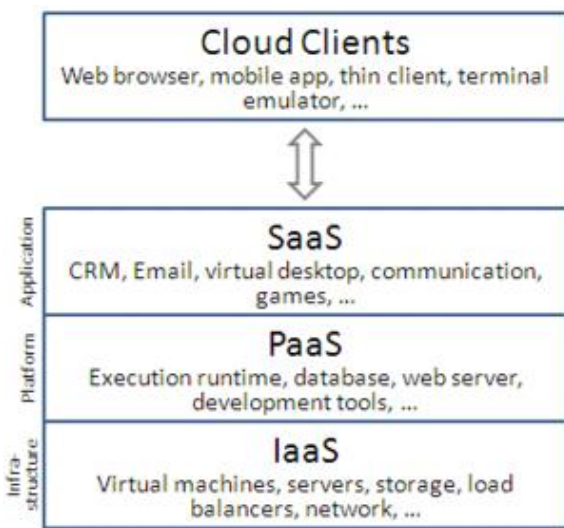 Cloud Clients
Web browser, mobile app, thin client, terminal
emulator, ...
Application
SaaS
CRM, Email, virtual desktop, communication,
games, ...
Platform
PaaS
Execution runtime, database, web server,
development tools, ...
Infra-
structure
IaaS
Virtual machines, servers, storage, load
balancers, network, ...